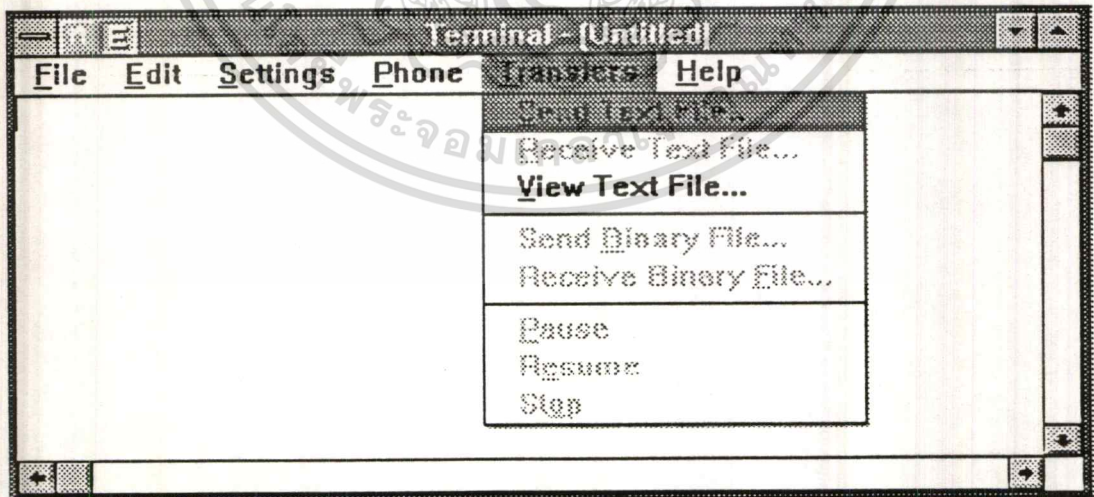 Terminal - [Untitled]
File Edit Settings Phone Transfers Help
Send Text File...
Receive Text File...
View Text File...
Send Binary File...
Receive Binary File...
Pause
Resume
Stop